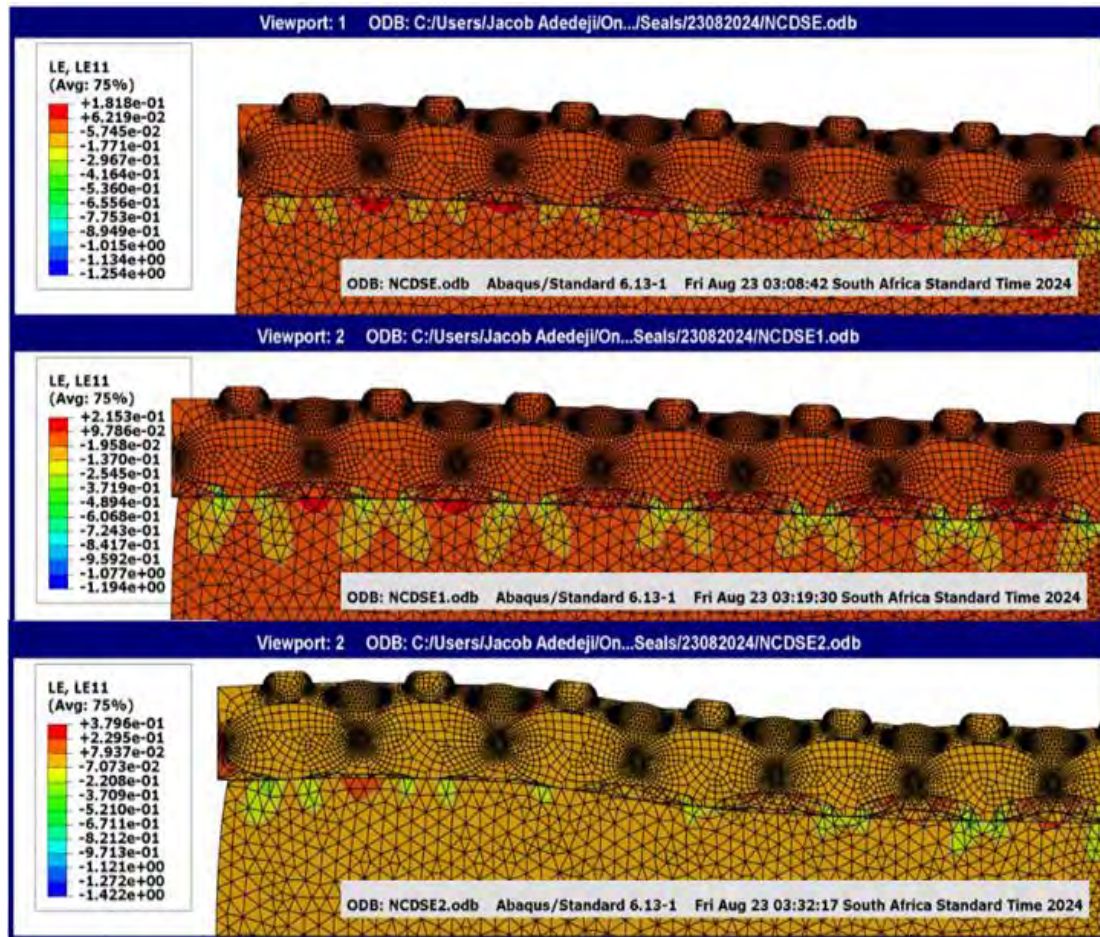 Viewport: 1 ODB: C:/Users/Jacob Adedeji/On.../Seals/23082024/NCDSE.odb
LE, LE11
(Avg: 75%)
+1.818e-01
+6.219e-02
-5.745e-02
-1.771e-01
-2.967e-01
-4.164e-01
-5.360e-01
-6.556e-01
-7.753e-01
-8.949e-01
-1.015e+00
-1.134e+00
-1.254e+00
ODB: NCDSE.odb Abaqus/Standard 6.13-1 Fri Aug 23 03:08:42 South Africa Standard Time 2024
Viewport: 2 ODB: C:/Users/Jacob Adedeji/On...Seals/23082024/NCDSE1.odb
LE, LE11
(Avg: 75%)
+2.153e-01
+9.786e-02
-1.958e-02
-1.370e-01
-2.545e-01
-3.719e-01
-4.894e-01
-6.068e-01
-7.243e-01
-8.417e-01
-9.592e-01
-1.077e+00
-1.194e+00
ODB: NCDSE1.odb Abaqus/Standard 6.13-1 Fri Aug 23 03:19:30 South Africa Standard Time 2024
Viewport: 2 ODB: C:/Users/Jacob Adedeji/On...Seals/23082024/NCDSE2.odb
LE, LE11
(Avg: 75%)
+3.796e-01
+2.295e-01
+7.937e-02
-7.073e-02
-2.208e-01
-3.709e-01
-5.210e-01
-6.711e-01
-8.212e-01
-9.713e-01
-1.121e+00
-1.272e+00
-1.422e+00
ODB: NCDSE2.odb Abaqus/Standard 6.13-1 Fri Aug 23 03:32:17 South Africa Standard Time 2024